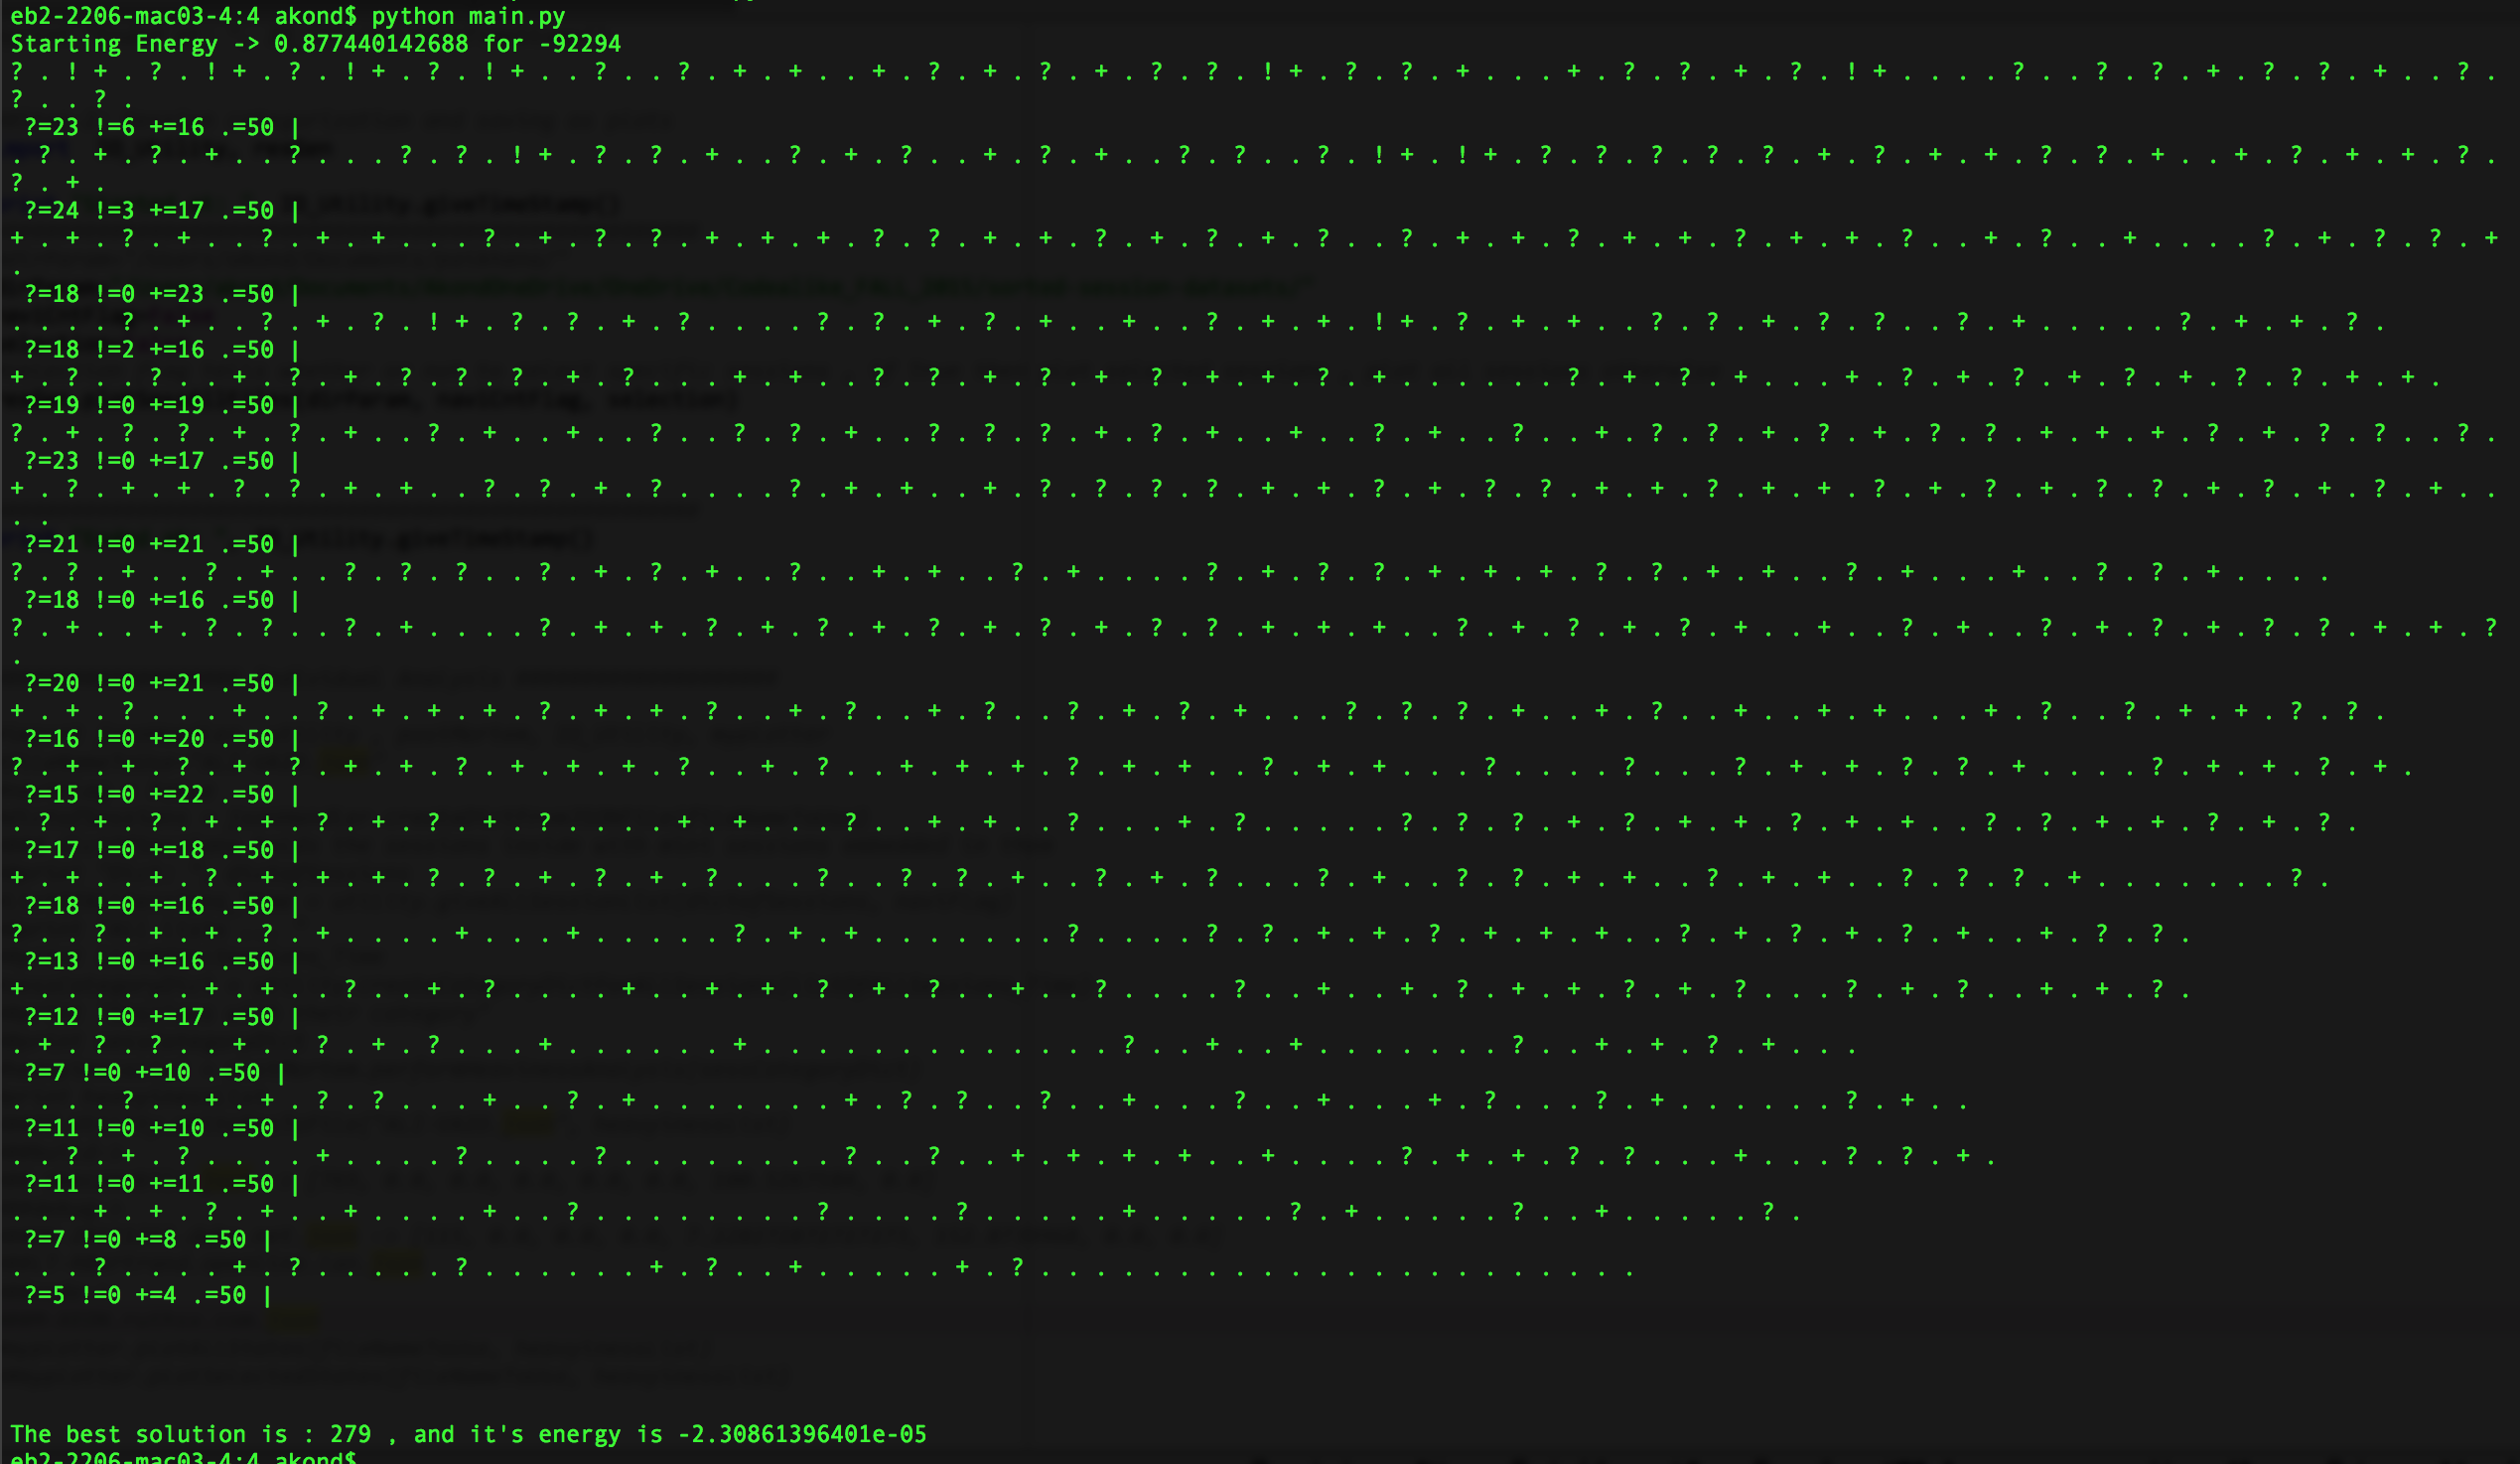 eb2-2206-mac03-4:4 akond$ python main.py
Starting Energy -> 0.877440142688 for -92294
? . ! + . ? . ! + . ? . ! + . ? . ! + . . ? . . ? . + . + . . + . ? . + . ? . + . ? . ? . ! + . ? . ? . + . . . + . ? . ? . + . ? . ! + . . . . ? . . ? . ? . + . ? . ? . + . . ? .
? . . ? .
?=23 !=6 +=16 .=50 |
. ? . + . ? . + . . ? . . . ? . ? . ! + . ? . ? . + . . ? . + . ? . . + . ? . + . . ? . ? . . ? . ! + . ! + . ? . ? . ? . ? . ? . + . ? . + . + . ? . ? . + . . + . ? . + . + . ? .
? . + .
?=24 !=3 +=17 .=50 |
+ . + . ? . + . . ? . + . + . . . ? . + . ? . ? . + . + . + . ? . ? . + . + . ? . + . ? . + . ? . . ? . + . + . ? . + . + . ? . + . + . ? . . + . ? . . + . . . . ? . + . ? . ? . +
.
?=18 !=0 +=23 .=50 |
. . . . ? . + . . ? . + . ? . ! + . ? . ? . + . ? . . . . ? . ? . + . ? . + . . + . . ? . + . + . ! + . ? . + . + . . ? . ? . + . ? . ? . . ? . + . . . . . ? . + . + . ? .
?=18 !=2 +=16 .=50 |
+ . ? . . ? . . + . ? . + . ? . ? . ? . + . ? . . . + . + . . ? . ? . + . ? . + . ? . + . + . ? . + . . . . . . ? . + . ? . + . . . + . ? . + . ? . + . ? . + . ? . ? . + . + .
?=19 !=0 +=19 .=50 |
? . + . ? . ? . + . ? . + . . ? . + . . + . . ? . . ? . ? . + . . ? . ? . ? . + . ? . + . . + . . ? . + . . ? . . + . ? . ? . + . ? . + . ? . ? . + . + . + . ? . + . ? . ? . . ? .
?=23 !=0 +=17 .=50 |
+ . ? . + . + . ? . ? . + . + . . ? . ? . + . ? . . . . ? . + . + . . + . ? . ? . ? . ? . + . + . ? . + . ? . ? . + . + . ? . + . + . ? . + . ? . + . ? . ? . + . ? . + . ? . + . .
. .
?=21 !=0 +=21 .=50 |
? . ? . + . . ? . + . . ? . ? . ? . . ? . + . ? . + . . ? . . + . + . . ? . + . . . . ? . + . ? . ? . + . + . + . ? . ? . + . + . . ? . + . . . + . . ? . ? . + . . . .
?=18 !=0 +=16 .=50 |
? . + . . + . ? . ? . . ? . + . . . . ? . + . + . ? . + . ? . + . ? . + . ? . + . ? . ? . + . + . + . . ? . + . ? . + . ? . + . . + . . ? . + . . ? . + . ? . + . ? . ? . + . + . ?
.
?=20 !=0 +=21 .=50 |
+ . + . ? . . . + . . ? . + . + . + . ? . + . + . ? . . + . ? . . + . ? . . ? . + . ? . + . . . ? . ? . ? . + . . + . ? . . + . . + . + . . . + . ? . . ? . + . + . ? . ? .
?=16 !=0 +=20 .=50 |
? . + . + . ? . + . ? . + . + . ? . + . + . + . ? . . + . ? . . + . + . + . ? . + . + . . ? . + . + . . . ? . . . . ? . . . ? . + . + . ? . ? . + . . . . ? . + . + . ? . + .
?=15 !=0 +=22 .=50 |
. ? . + . ? . + . + . ? . + . ? . + . ? . . . . + . + . . . ? . . + . + . . ? . . . + . ? . . . . . ? . ? . ? . + . ? . + . + . ? . + . + . . ? . ? . + . + . ? . + . ? .
?=17 !=0 +=18 .=50 |
+ . + . . + . ? . + . + . + . ? . ? . + . ? . + . ? . . . ? . . ? . ? . + . . ? . + . ? . . . ? . + . . ? . ? . + . + . . ? . + . + . . ? . ? . ? . + . . . . . . . ? .
?=18 !=0 +=16 .=50 |
? . . ? . + . + . ? . + . . . . + . . . + . . . . . ? . + . + . . . . . . . ? . . . . ? . ? . + . + . ? . + . + . + . . ? . + . ? . + . ? . + . . + . ? . ? .
?=13 !=0 +=16 .=50 |
+ . . . . . . + . + . . ? . . + . ? . . . . + . . + . + . ? . + . ? . . + . . ? . . . . ? . . + . . + . ? . + . + . ? . + . ? . . . ? . + . ? . . + . + . ? .
?=12 !=0 +=17 .=50 |
. + . ? . ? . . + . . ? . + . ? . . . + . . . . . . + . . . . . . . . . . . . . ? . . + . . + . . . . . . . ? . . + . + . ? . + . . .
?=7 !=0 +=10 .=50 |
. . . . ? . . + . + . ? . ? . . . + . . ? . + . . . . . . . + . ? . ? . . ? . . + . . . ? . . + . . . + . ? . . . ? . + . . . . . . ? . + . .
?=11 !=0 +=10 .=50 |
. . ? . + . ? . . . . + . . . . ? . . . . ? . . . . . . . . ? . . ? . . + . + . + . + . . + . . . . ? . + . + . ? . ? . . . + . . . ? . ? . + .
?=11 !=0 +=11 .=50 |
. . . + . + . ? . + . . + . . . . + . . ? . . . . . . . . ? . . . . ? . . . . . + . . . . . ? . + . . . . . ? . . + . . . . . ? .
?=7 !=0 +=8 .=50 |
. . . ? . . . . + . ? . . . . . ? . . . . . . + . ? . . + . . . . . + . ? . . . . . . . . . . . . . . . . . . . . . .
?=5 !=0 +=4 .=50 |
The best solution is : 279 , and it's energy is -2.30861396401e-05
eb2-2206-mac03-4:4 akond$